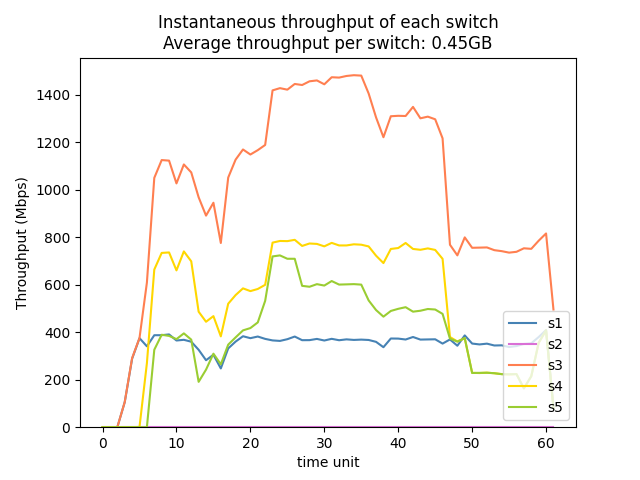 Instantaneous throughput of each switch
Average throughput per switch: 0.45GB
Throughput (Mbps)
1400
1200
1000
800
600
400
200
0
0 10 20 30 40 50 60
time unit
s1
s2
s3
s4
s5